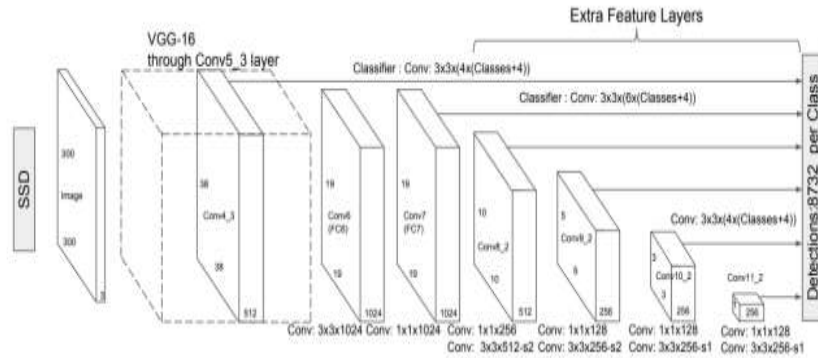 Extra Feature Layers
VGG-16
through Conv5_3 layer
Classifier : Conv: 3x3x(4x(Classes+4))
Classifier : Conv: 3x3x(6x(Classes+4))
SSD
300
Image
300
3
38
Conv4_3
38
512
19
Conv6
(FC6)
19
1024
19
Conv7
(FC7)
19
1024
10
Conv8_2
10
512
5
Conv9_2
5
256
Conv: 3x3x(4x(Classes+4))
3
Conv10_2
3
256
Conv11_2
1
256
Detections:8732 per Class
Conv: 3x3x1024
Conv: 1x1x1024
Conv: 1x1x256
Conv: 3x3x512-s2
Conv: 1x1x128
Conv: 3x3x256-s2
Conv: 1x1x128
Conv: 3x3x256-s1
Conv: 1x1x128
Conv: 3x3x256-s1